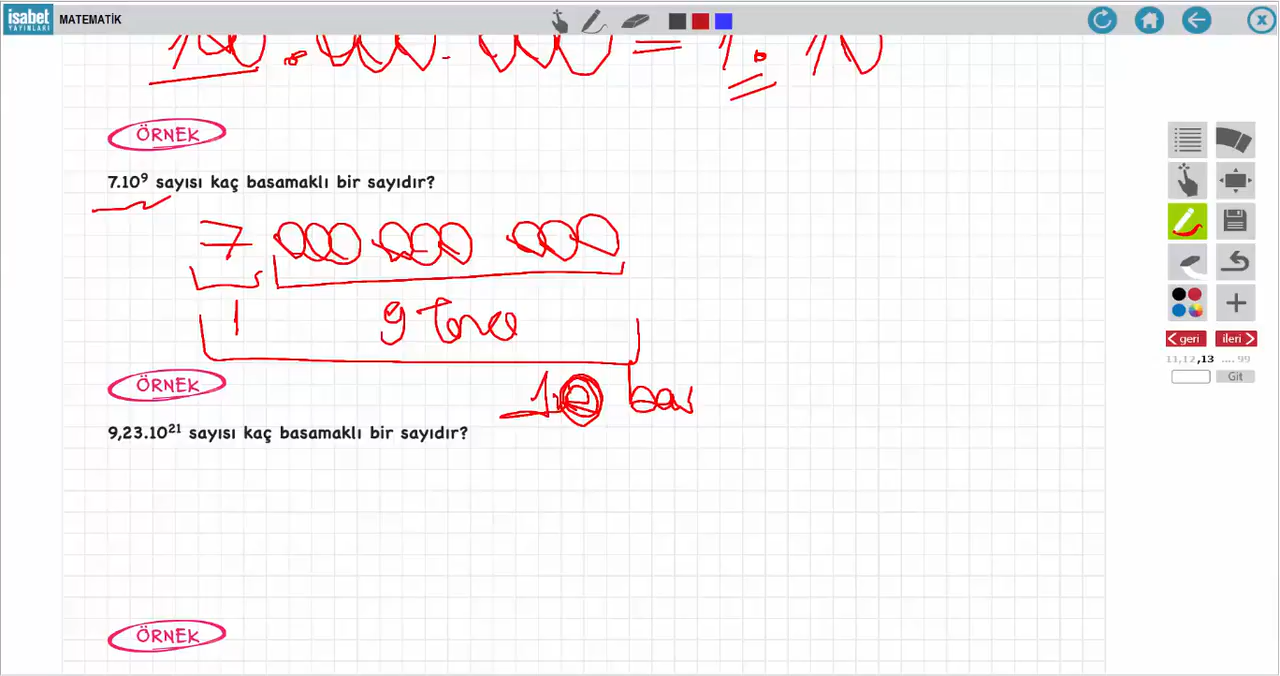 isabet
YAYINLARI
MATEMATİK
ÖRNEK
7.10⁹ sayısı kaç basamaklı bir sayıdır?
7 000 000 000
1 9 tane
10 bas
ÖRNEK
9,23.10²¹ sayısı kaç basamaklı bir sayıdır?
ÖRNEK
geri ileri
11,12,13 .... 99
Git